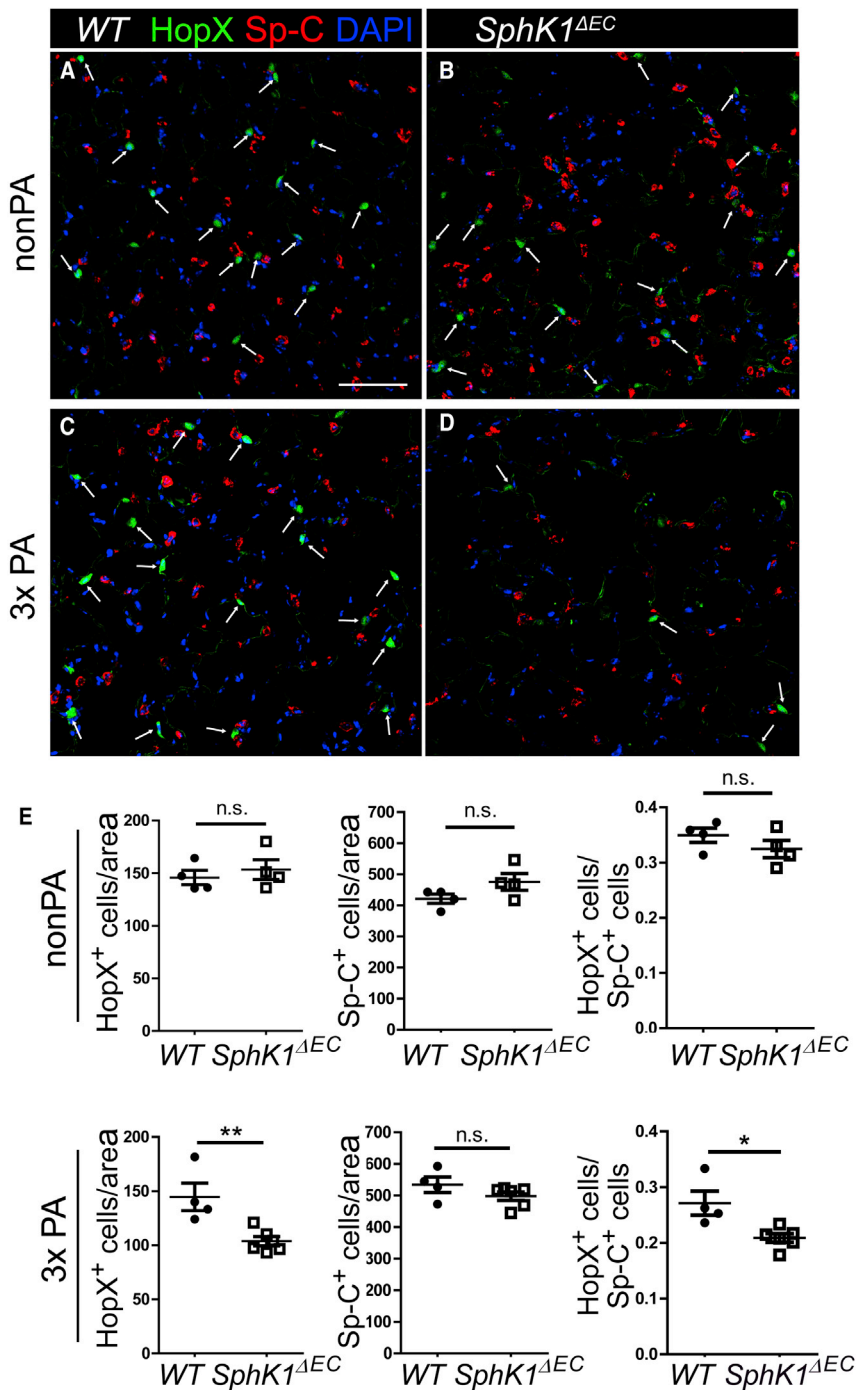 WT HopX Sp-C DAPI SphK1ΔEC
A B
nonPA
C D
3x PA
E
nonPA
HopX+ cells/area
200
150
100
50
0
n.s.
WT SphK1ΔEC
Sp-C+ cells/area
700
600
500
400
300
200
100
0
n.s.
WT SphK1ΔEC
HopX+ cells/
Sp-C+ cells
0.4
0.3
0.2
0.1
0.0
n.s.
WT SphK1ΔEC
3x PA
HopX+ cells/area
200
150
100
50
0
**
WT SphK1ΔEC
Sp-C+ cells/area
700
600
500
400
300
200
100
0
n.s.
WT SphK1ΔEC
HopX+ cells/
Sp-C+ cells
0.4
0.3
0.2
0.1
0.0
*
WT SphK1ΔEC